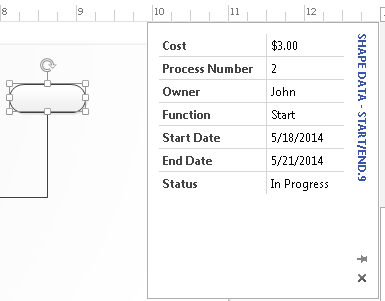 8 9 10 11 12
Cost $3.00
Process Number 2
Owner John
Function Start
Start Date 5/18/2014
End Date 5/21/2014
Status In Progress
SHAPE DATA - START/END.9